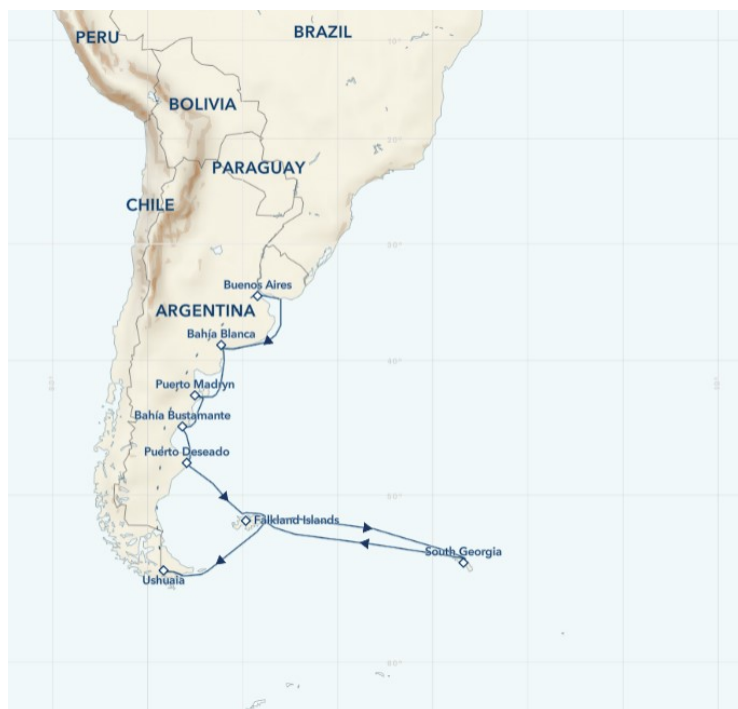 PERU
BRAZIL
BOLIVIA
PARAGUAY
CHILE
Buenos Aires
ARGENTINA
Bahía Blanca
Puerto Madryn
Bahía Bustamante
Puerto Deseado
Falkland Islands
South Georgia
Ushuaia